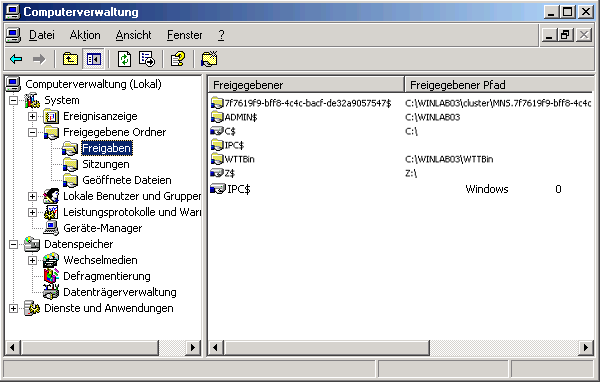 Computerverwaltung
Datei Aktion Ansicht Fenster ?
Computerverwaltung (Lokal)
System
Ereignisanzeige
Freigegebene Ordner
Freigaben
Sitzungen
Geöffnete Dateien
Lokale Benutzer und Gruppen
Leistungsprotokolle und Warn
Geräte-Manager
Datenspeicher
Wechselmedien
Defragmentierung
Datenträgerverwaltung
Dienste und Anwendungen
Freigegebener Freigegebener Pfad
7f7619f9-bff8-4c4c-bacf-de32a9057547$ C:\WINLAB03\cluster\MNS.7f7619f9-bff8-4c4c
ADMIN$ C:\WINLAB03
C$ C:\
IPC$
WTTBin C:\WINLAB03\WTTBin
Z$ Z:\
IPC$ Windows 0